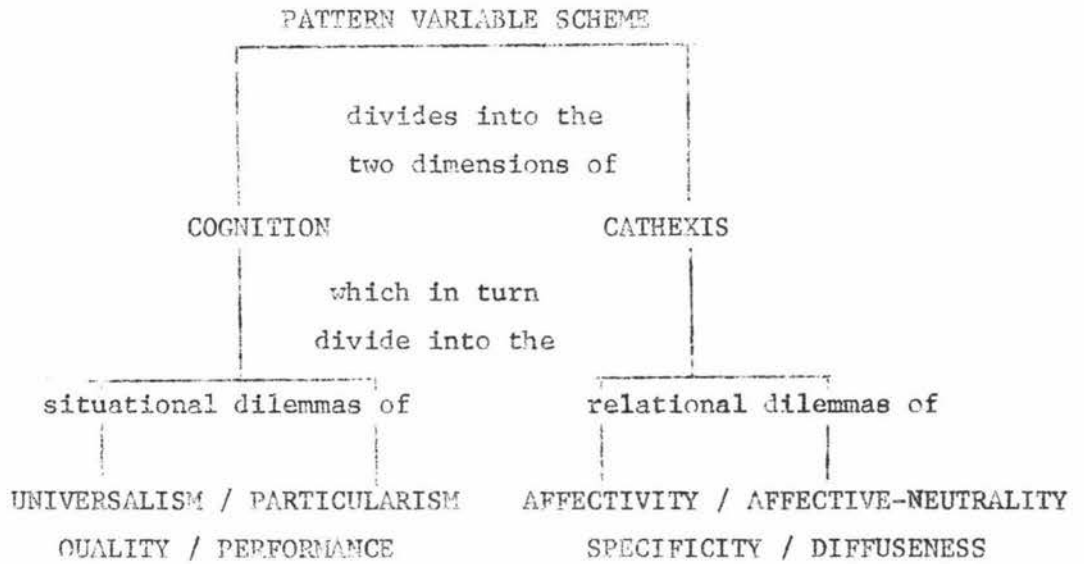 PATTERN VARIABLE SCHEME
divides into the
two dimensions of
COGNITION CATHEXIS
which in turn
divide into the
situational dilemmas of relational dilemmas of
UNIVERSALISM / PARTICULARISM AFFECTIVITY / AFFECTIVE-NEUTRALITY
QUALITY / PERFORMANCE SPECIFICITY / DIFFUSENESS